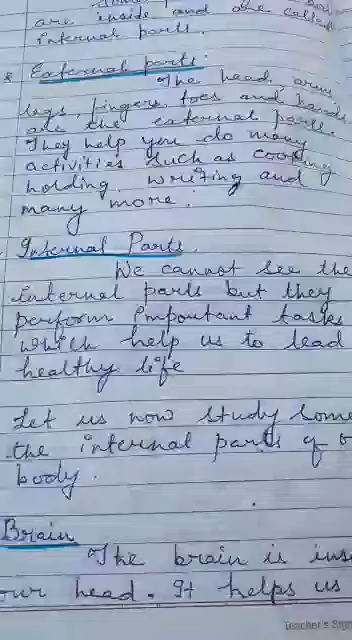 are inside and are called
internal parts.
External parts:
The head, arms
legs, fingers, toes and hands
are the external parts.
They help you do many
activities such as cooking
holding, writing and
many more.
Internal Parts.
We cannot see the
internal parts but they
perform important tasks
which help us to lead
healthy life
Let us now study some
the internal parts of
body.
Brain
The brain is
our head. It helps us
Teacher's